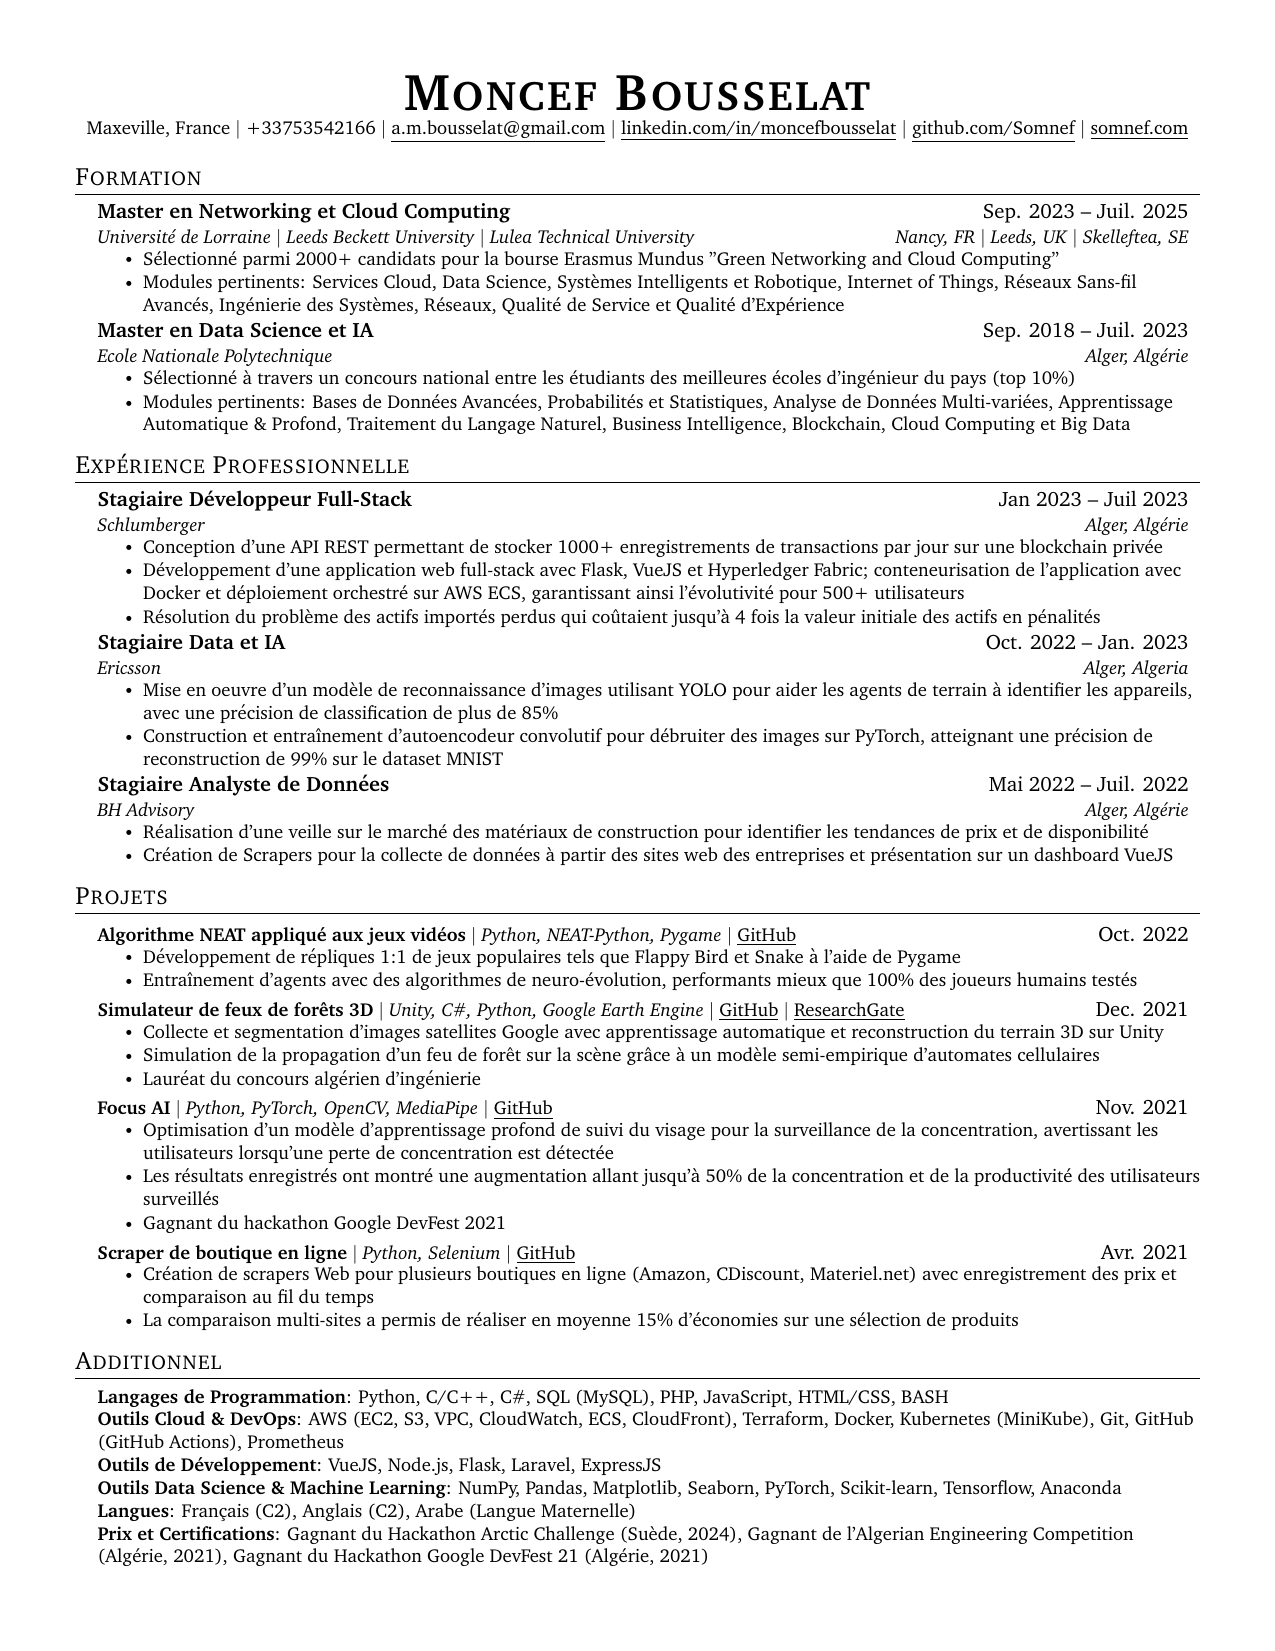 MONCEF BOUSSELAT
Maxeville, France | +33753542166 | a.m.bousselat@gmail.com | linkedin.com/in/moncefbousselat | github.com/Somnef | somnef.com
FORMATION
Master en Networking et Cloud Computing Sep. 2023 – Juil. 2025
Université de Lorraine | Leeds Beckett University | Lulea Technical University Nancy, FR | Leeds, UK | Skelleftea, SE
• Sélectionné parmi 2000+ candidats pour la bourse Erasmus Mundus ”Green Networking and Cloud Computing”
• Modules pertinents: Services Cloud, Data Science, Systèmes Intelligents et Robotique, Internet of Things, Réseaux Sans-fil
Avancés, Ingénierie des Systèmes, Réseaux, Qualité de Service et Qualité d’Expérience
Master en Data Science et IA Sep. 2018 – Juil. 2023
Ecole Nationale Polytechnique Alger, Algérie
• Sélectionné à travers un concours national entre les étudiants des meilleures écoles d’ingénieur du pays (top 10%)
• Modules pertinents: Bases de Données Avancées, Probabilités et Statistiques, Analyse de Données Multi-variées, Apprentissage
Automatique & Profond, Traitement du Langage Naturel, Business Intelligence, Blockchain, Cloud Computing et Big Data
EXPÉRIENCE PROFESSIONNELLE
Stagiaire Développeur Full-Stack Jan 2023 – Juil 2023
Schlumberger Alger, Algérie
• Conception d’une API REST permettant de stocker 1000+ enregistrements de transactions par jour sur une blockchain privée
• Développement d’une application web full-stack avec Flask, VueJS et Hyperledger Fabric; conteneurisation de l’application avec
Docker et déploiement orchestré sur AWS ECS, garantissant ainsi l’évolutivité pour 500+ utilisateurs
• Résolution du problème des actifs importés perdus qui coûtaient jusqu’à 4 fois la valeur initiale des actifs en pénalités
Stagiaire Data et IA Oct. 2022 – Jan. 2023
Ericsson Alger, Algeria
• Mise en oeuvre d’un modèle de reconnaissance d’images utilisant YOLO pour aider les agents de terrain à identifier les appareils,
avec une précision de classification de plus de 85%
• Construction et entraînement d’autoencodeur convolutif pour débruiter des images sur PyTorch, atteignant une précision de
reconstruction de 99% sur le dataset MNIST
Stagiaire Analyste de Données Mai 2022 – Juil. 2022
BH Advisory Alger, Algérie
• Réalisation d’une veille sur le marché des matériaux de construction pour identifier les tendances de prix et de disponibilité
• Création de Scrapers pour la collecte de données à partir des sites web des entreprises et présentation sur un dashboard VueJS
PROJETS
Algorithme NEAT appliqué aux jeux vidéos | Python, NEAT-Python, Pygame | GitHub Oct. 2022
• Développement de répliques 1:1 de jeux populaires tels que Flappy Bird et Snake à l’aide de Pygame
• Entraînement d’agents avec des algorithmes de neuro-évolution, performants mieux que 100% des joueurs humains testés
Simulateur de feux de forêts 3D | Unity, C#, Python, Google Earth Engine | GitHub | ResearchGate Dec. 2021
• Collecte et segmentation d’images satellites Google avec apprentissage automatique et reconstruction du terrain 3D sur Unity
• Simulation de la propagation d’un feu de forêt sur la scène grâce à un modèle semi-empirique d’automates cellulaires
• Lauréat du concours algérien d’ingénierie
Focus AI | Python, PyTorch, OpenCV, MediaPipe | GitHub Nov. 2021
• Optimisation d’un modèle d’apprentissage profond de suivi du visage pour la surveillance de la concentration, avertissant les
utilisateurs lorsqu’une perte de concentration est détectée
• Les résultats enregistrés ont montré une augmentation allant jusqu’à 50% de la concentration et de la productivité des utilisateurs
surveillés
• Gagnant du hackathon Google DevFest 2021
Scraper de boutique en ligne | Python, Selenium | GitHub Avr. 2021
• Création de scrapers Web pour plusieurs boutiques en ligne (Amazon, CDiscount, Materiel.net) avec enregistrement des prix et
comparaison au fil du temps
• La comparaison multi-sites a permis de réaliser en moyenne 15% d’économies sur une sélection de produits
ADDITIONNEL
Langages de Programmation: Python, C/C++, C#, SQL (MySQL), PHP, JavaScript, HTML/CSS, BASH
Outils Cloud & DevOps: AWS (EC2, S3, VPC, CloudWatch, ECS, CloudFront), Terraform, Docker, Kubernetes (MiniKube), Git, GitHub
(GitHub Actions), Prometheus
Outils de Développement: VueJS, Node.js, Flask, Laravel, ExpressJS
Outils Data Science & Machine Learning: NumPy, Pandas, Matplotlib, Seaborn, PyTorch, Scikit-learn, Tensorflow, Anaconda
Langues: Français (C2), Anglais (C2), Arabe (Langue Maternelle)
Prix et Certifications: Gagnant du Hackathon Arctic Challenge (Suède, 2024), Gagnant de l’Algerian Engineering Competition
(Algérie, 2021), Gagnant du Hackathon Google DevFest 21 (Algérie, 2021)